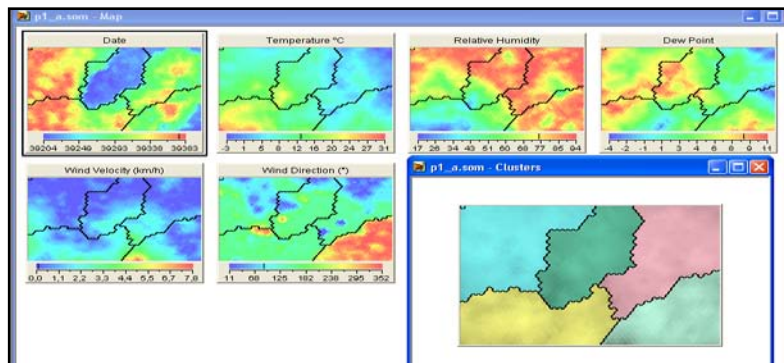 p1_a.som - Map
Date
Temperature ºC
Relative Humidity
Dew Point
39204 39249 39293 39338 39383
-3 1 5 8 12 16 20 24 27 31
17 26 34 43 51 60 68 77 85 94
-4 -2 -1 1 3 4 6 8 9 11
Wind Velocity (km/h)
Wind Direction (°)
0,0 1,1 2,2 3,3 4,4 5,5 6,7 7,8
11 68 125 182 238 295 352
p1_a.som - Clusters